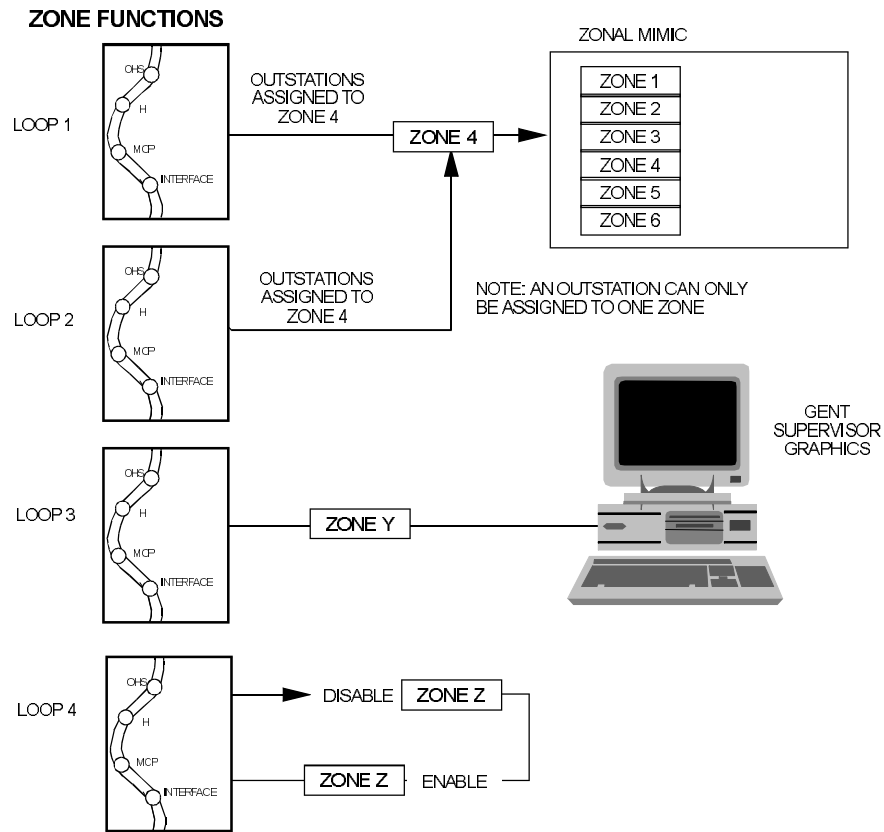 ZONE FUNCTIONS
ZONAL MIMIC
LOOP 1
OHS
H
MCP
INTERFACE
OUTSTATIONS
ASSIGNED TO
ZONE 4
ZONE 4
ZONE 1
ZONE 2
ZONE 3
ZONE 4
ZONE 5
ZONE 6
LOOP 2
OHS
H
MCP
INTERFACE
OUTSTATIONS
ASSIGNED TO
ZONE 4
NOTE: AN OUTSTATION CAN ONLY
BE ASSIGNED TO ONE ZONE
LOOP 3
OHS
H
MCP
INTERFACE
ZONE Y
GENT
SUPERVISOR
GRAPHICS
LOOP 4
OHS
H
MCP
INTERFACE
DISABLE
ZONE Z
ZONE Z
ENABLE